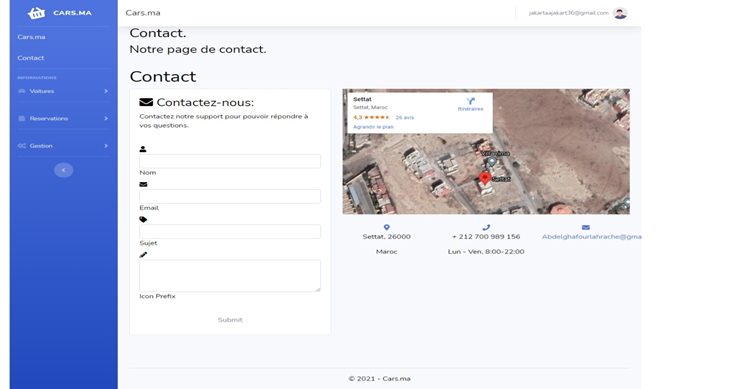 CARS.MA
Cars.ma
jakartaajakart36@gmail.com
Cars.ma
Contact
INFORMATIONS
Voitures
Reservations
Gestion
Contact.
Notre page de contact.
Contact
Contactez-nous:
Contactez notre support pour pouvoir répondre à
vos questions.
Nom
Email
Sujet
Icon Prefix
Submit
Settat
Settat, Maroc
Itinéraires
4,3 ★★★★★ 26 avis
Agrandir le plan
Settat
Settat, 26000
Maroc
+ 212 700 989 156
Lun - Ven, 8:00-22:00
Abdelghafourlahrache@gma
© 2021 - Cars.ma